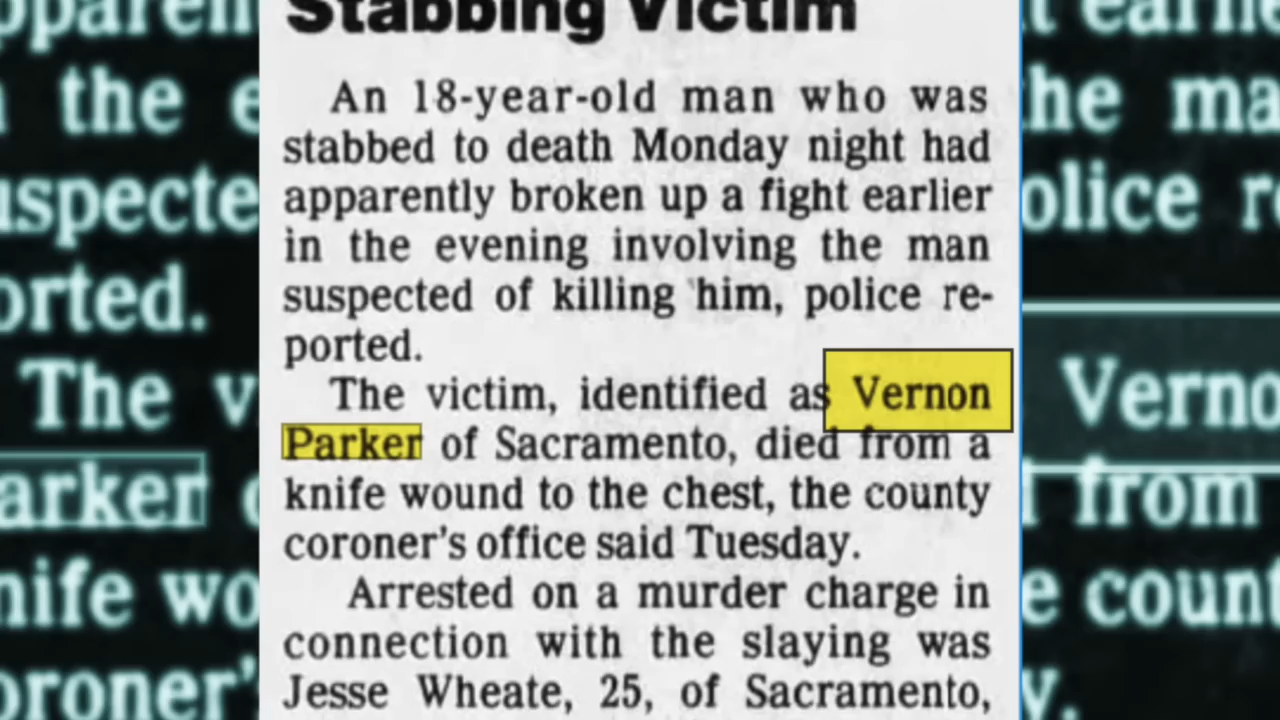 Stabbing Victim
An 18-year-old man who was
stabbed to death Monday night had
apparently broken up a fight earlier
in the evening involving the man
suspected of killing him, police re-
ported.
The victim, identified as Vernon
Parker of Sacramento, died from a
knife wound to the chest, the county
coroner's office said Tuesday.
Arrested on a murder charge in
connection with the slaying was
Jesse Wheate, 25, of Sacramento,